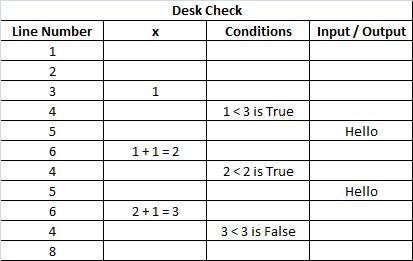 Desk Check
Line Number x Conditions Input / Output
1
2
3 1
4 1 < 3 is True
5 Hello
6 1 + 1 = 2
4 2 < 2 is True
5 Hello
6 2 + 1 = 3
4 3 < 3 is False
8